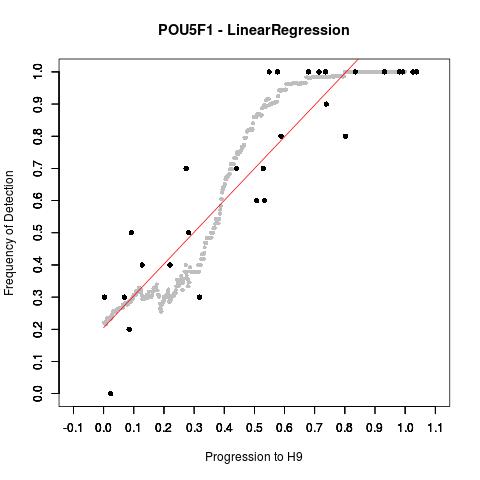 POU5F1 - LinearRegression
Frequency of Detection
1.0
0.9
0.8
0.7
0.6
0.5
0.4
0.3
0.2
0.1
0.0
-0.1 0.0 0.1 0.2 0.3 0.4 0.5 0.6 0.7 0.8 0.9 1.0 1.1
Progression to H9